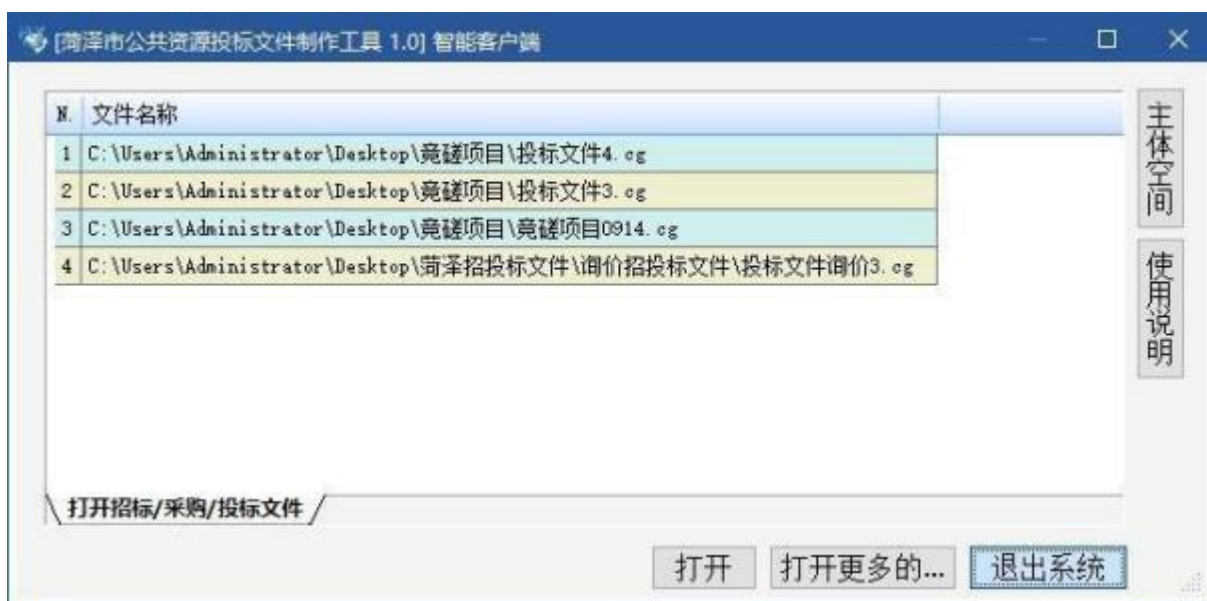 [菏泽市公共资源投标文件制作工具 1.0] 智能客户端
N. 文件名称
1 C:\Users\Administrator\Desktop\竞磋项目\投标文件4.cg
2 C:\Users\Administrator\Desktop\竞磋项目\投标文件3.cg
3 C:\Users\Administrator\Desktop\竞磋项目\竞磋项目0914.cg
4 C:\Users\Administrator\Desktop\菏泽招投标文件\询价招投标文件\投标文件询价3.cg
主体空间
使用说明
打开招标/采购/投标文件
打开 打开更多的... 退出系统